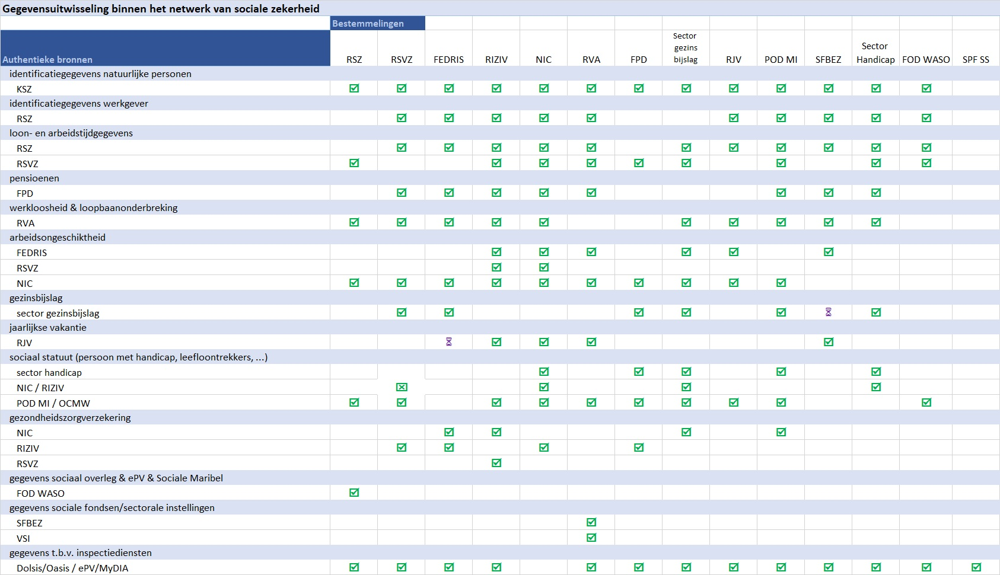 Gegevensuitwisseling binnen het netwerk van sociale zekerheid
Bestemmelingen
Authentieke bronnen RSZ RSVZ FEDRIS RIZIV NIC RVA FPD Sector gezins bijslag RJV POD MI SFBEZ Sector Handicap FOD WASO SPF SS
identificatiegegevens natuurlijke personen
KSZ
identificatiegegevens werkgever
RSZ
loon- en arbeidstijdgegevens
RSZ
RSVZ
pensioenen
FPD
werkloosheid & loopbaanonderbreking
RVA
arbeidsongeschiktheid
FEDRIS
RSVZ
NIC
gezinsbijslag
sector gezinsbijslag
jaarlijkse vakantie
RJV
sociaal statuut (persoon met handicap, leefloontrekkers, ...)
sector handicap
NIC / RIZIV
POD MI / OCMW
gezondheidszorgverzekering
NIC
RIZIV
RSVZ
gegevens sociaal overleg & ePV & Sociale Maribel
FOD WASO
gegevens sociale fondsen/sectorale instellingen
SFBEZ
VSI
gegevens t.b.v. inspectiediensten
Dolsis/Oasis / ePV/MyDIA